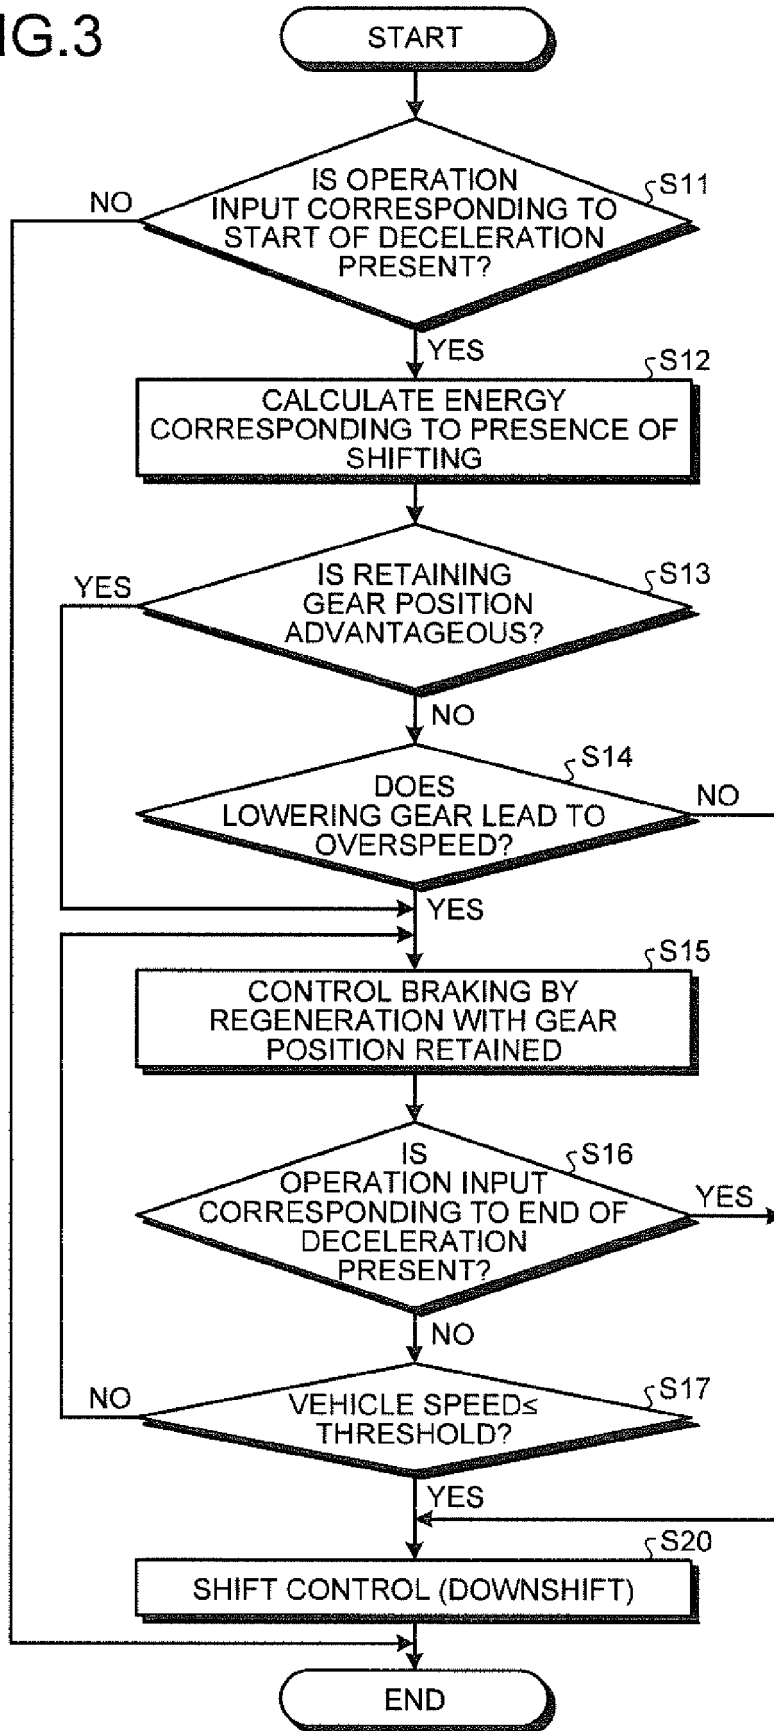 IG.3
START
IS OPERATION
INPUT CORRESPONDING TO
START OF DECELERATION
PRESENT?
S11
NO
YES
S12
CALCULATE ENERGY
CORRESPONDING TO PRESENCE OF
SHIFTING
IS RETAINING
GEAR POSITION
ADVANTAGEOUS?
S13
YES
NO
S14
DOES
LOWERING GEAR LEAD TO
OVERSPEED?
NO
YES
S15
CONTROL BRAKING BY
REGENERATION WITH GEAR
POSITION RETAINED
IS
OPERATION INPUT
CORRESPONDING TO END OF
DECELERATION
PRESENT?
S16
YES
NO
VEHICLE SPEED≤
THRESHOLD?
S17
NO
YES
S20
SHIFT CONTROL (DOWNSHIFT)
END